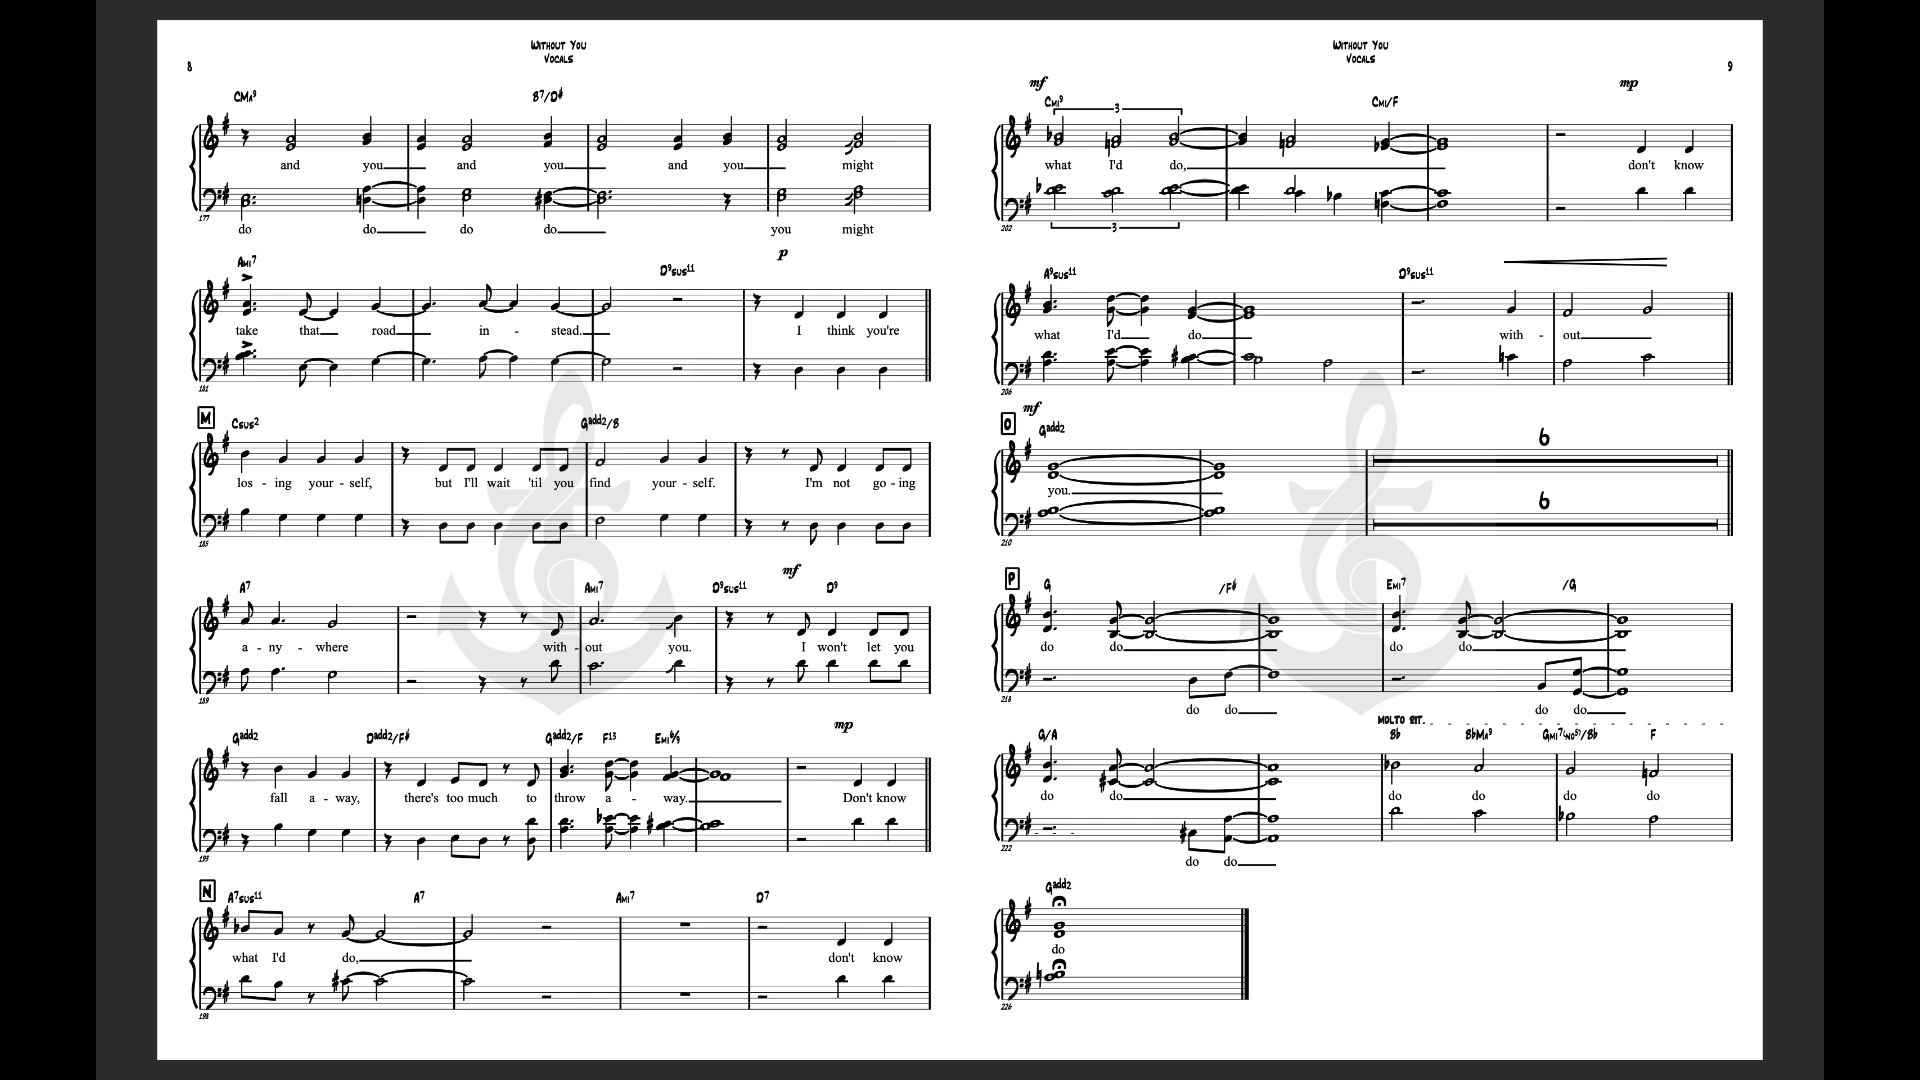 8
Without You
Vocals
CMA9 B7/D#
and you and you and you might
177
do do do do you might
p
AMI7 D9SUS11
take that road in - stead. I think you're
181
M
CSUS2 Gadd2/B
los - ing your - self, but I'll wait 'til you find your - self. I'm not go - ing
185
mf
A7 AMI7 D9SUS11 D9
a - ny - where with - out you. I won't let you
189
mp
Gadd2 Dadd2/F# Gadd2/F F13 EMI6/9
fall a - way, there's too much to throw a - way. Don't know
193
N
A7SUS11 A7 AMI7 D7
what I'd do, don't know
198
Without You
Vocals
9
mf mp
CMI9 CMI/F
3
what I'd do, don't know
3
202
A9SUS11 D9SUS11
what I'd do with - out
206
O
mf
Gadd2
6
you.
6
210
P
G /F# EMI7 /G
do do do do
218
do do do do
MOLTO RIT.
G/A Bb BbMA9 GMI7(NO5)/Bb F
do do do do do do
222
do do
Gadd2
do
226